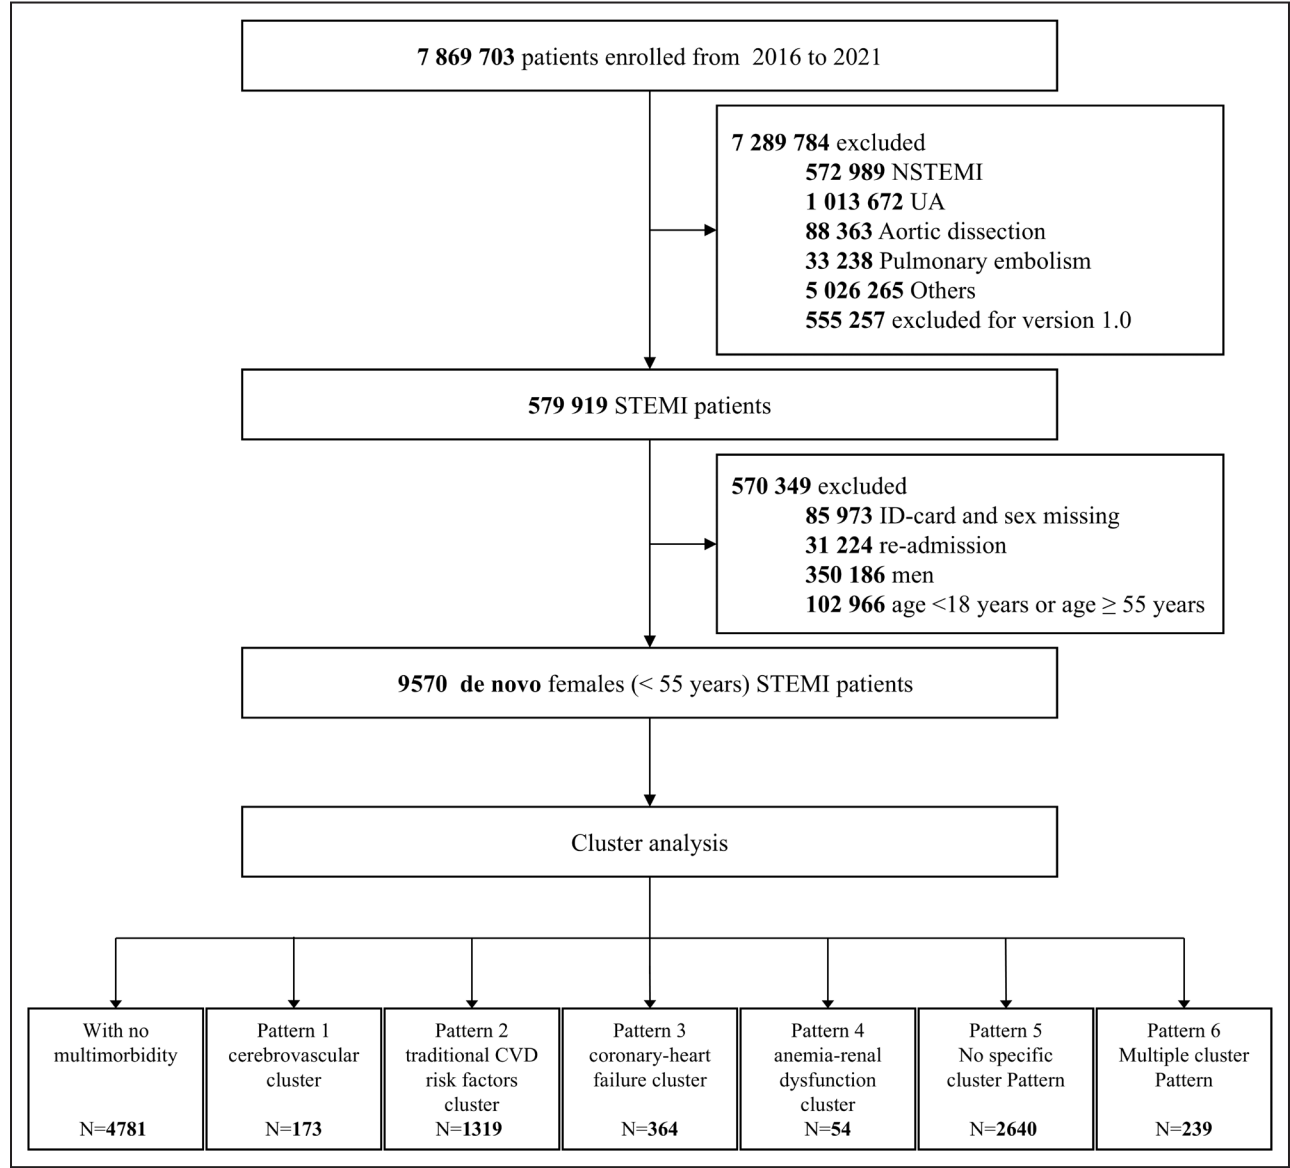 7 869 703 patients enrolled from 2016 to 2021
7 289 784 excluded
572 989 NSTEMI
1 013 672 UA
88 363 Aortic dissection
33 238 Pulmonary embolism
5 026 265 Others
555 257 excluded for version 1.0
579 919 STEMI patients
570 349 excluded
85 973 ID-card and sex missing
31 224 re-admission
350 186 men
102 966 age <18 years or age ≥ 55 years
9570 de novo females (< 55 years) STEMI patients
Cluster analysis
With no
multimorbidity
N=4781
Pattern 1
cerebrovascular
cluster
N=173
Pattern 2
traditional CVD
risk factors
cluster
N=1319
Pattern 3
coronary-heart
failure cluster
N=364
Pattern 4
anemia-renal
dysfunction
cluster
N=54
Pattern 5
No specific
cluster Pattern
N=2640
Pattern 6
Multiple cluster
Pattern
N=239